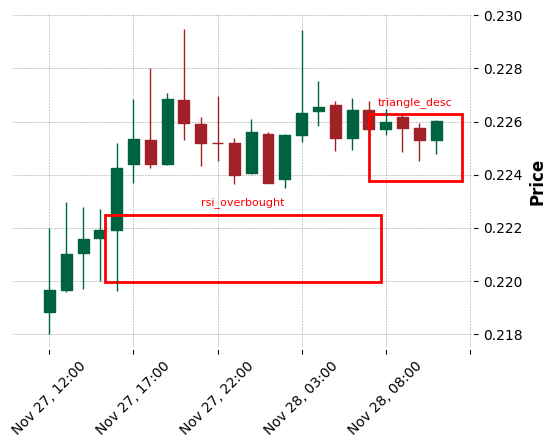 0.230
0.228
triangle_desc
0.226
0.224
Price
rsi_overbought
0.222
0.220
0.218
Nov 27, 12:00
Nov 27, 17:00
Nov 27, 22:00
Nov 28, 03:00
Nov 28, 08:00